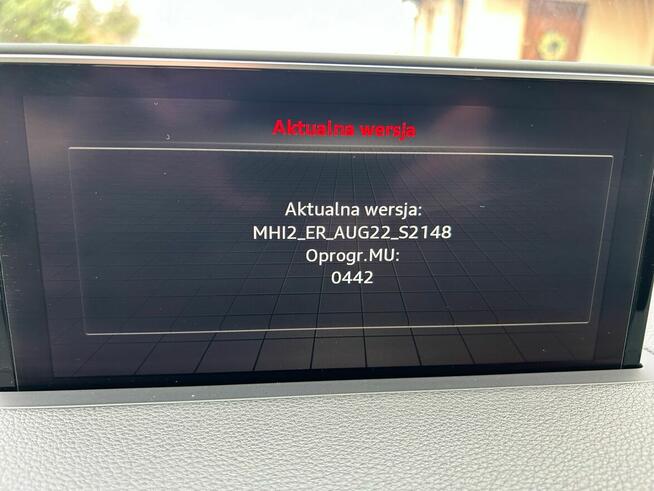 Aktualna wersja
Aktualna wersja:
MHI2_ER_AUG22_S2148
Oprogr.MU:
0442